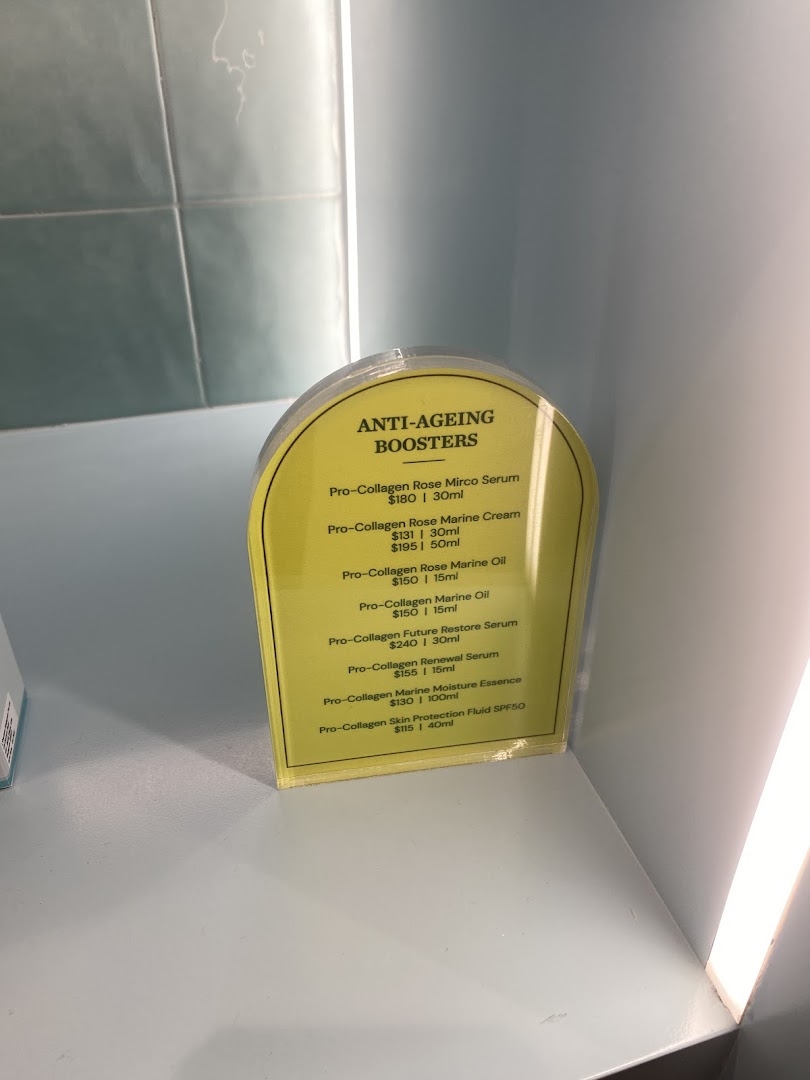 ANTI-AGEING
BOOSTERS
Pro-Collagen Rose Mirco Serum
$180 | 30ml
Pro-Collagen Rose Marine Cream
$131 | 30ml
$195 | 50ml
Pro-Collagen Rose Marine Oil
$150 | 15ml
Pro-Collagen Marine Oil
$150 | 15ml
Pro-Collagen Future Restore Serum
$240 | 30ml
Pro-Collagen Renewal Serum
$155 | 15ml
Pro-Collagen Marine Moisture Essence
$130 | 100ml
Pro-Collagen Skin Protection Fluid SPF50
$115 | 40ml